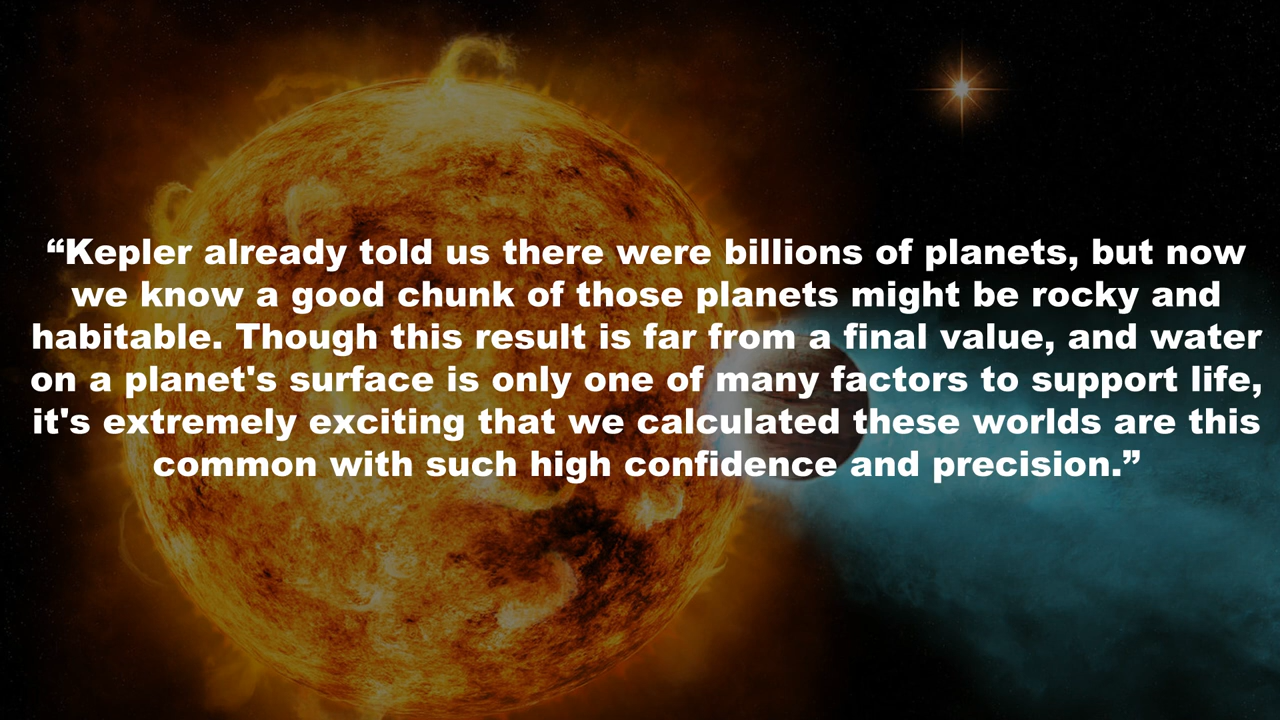 “Kepler already told us there were billions of planets, but now
we know a good chunk of those planets might be rocky and
habitable. Though this result is far from a final value, and water
on a planet's surface is only one of many factors to support life,
it's extremely exciting that we calculated these worlds are this
common with such high confidence and precision.”